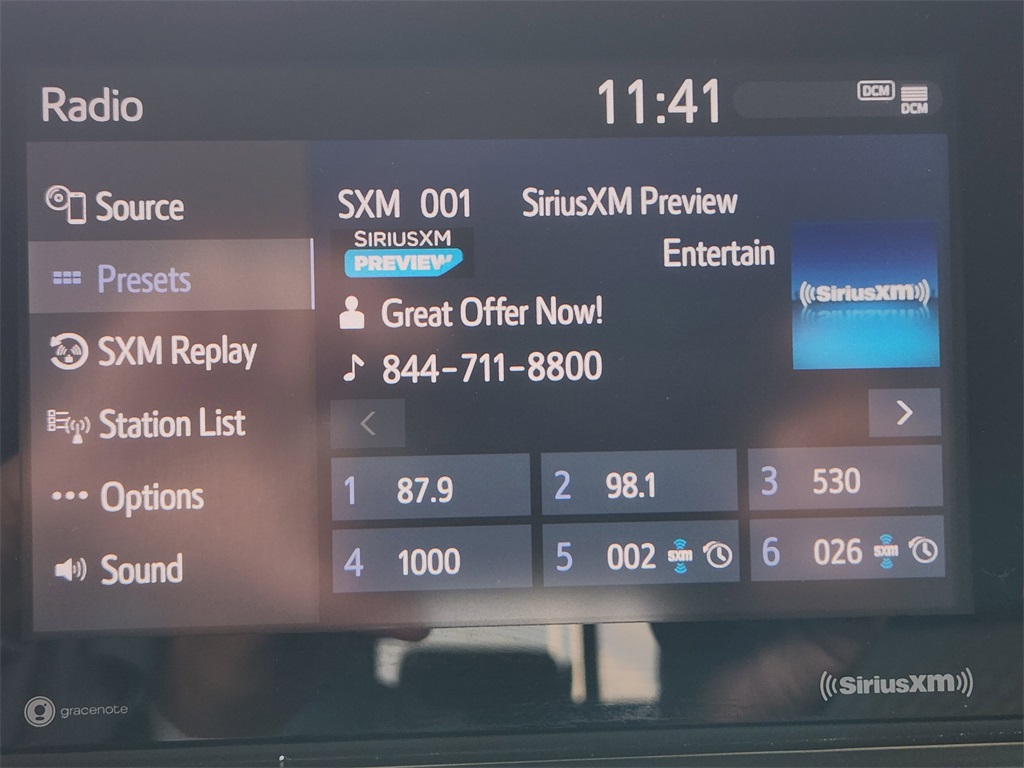 Radio
11:41
DCM
DCM
Source
Presets
SXM Replay
Station List
Options
Sound
SXM 001 SiriusXM Preview
SIRIUSXM
PREVIEW
Entertain
SiriusXM
Great Offer Now!
844-711-8800
1 87.9
2 98.1
3 530
4 1000
5 002 SXM
6 026 SXM
gracenote
SiriusXM